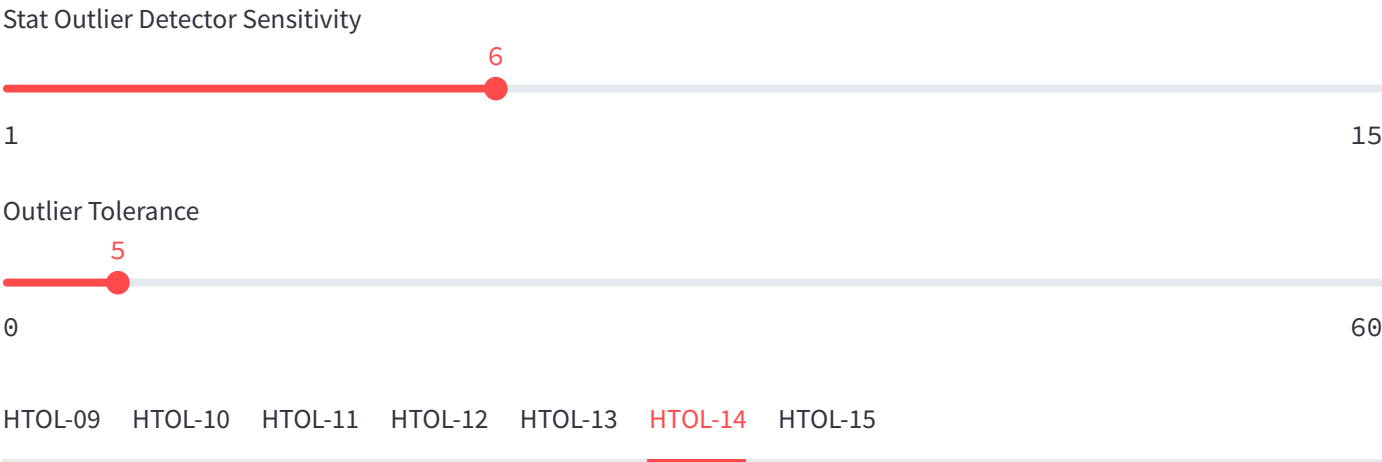 Stat Outlier Detector Sensitivity
6
1 15
Outlier Tolerance
5
0 60
HTOL-09 HTOL-10 HTOL-11 HTOL-12 HTOL-13 HTOL-14 HTOL-15